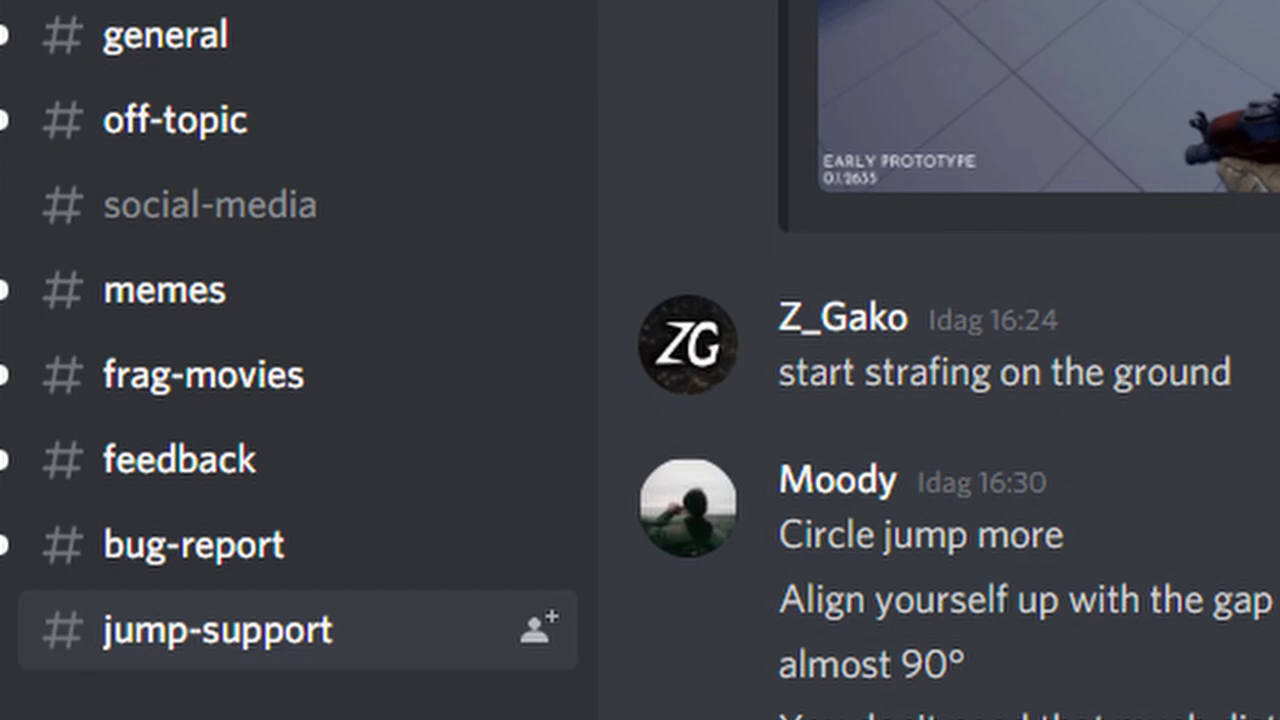 # general
# off-topic
# social-media
# memes
# frag-movies
# feedback
# bug-report
# jump-support
EARLY PROTOTYPE
0.1.2635
ZG
Z_Gako Idag 16:24
start strafing on the ground
Moody Idag 16:30
Circle jump more
Align yourself up with the gap
almost 90°